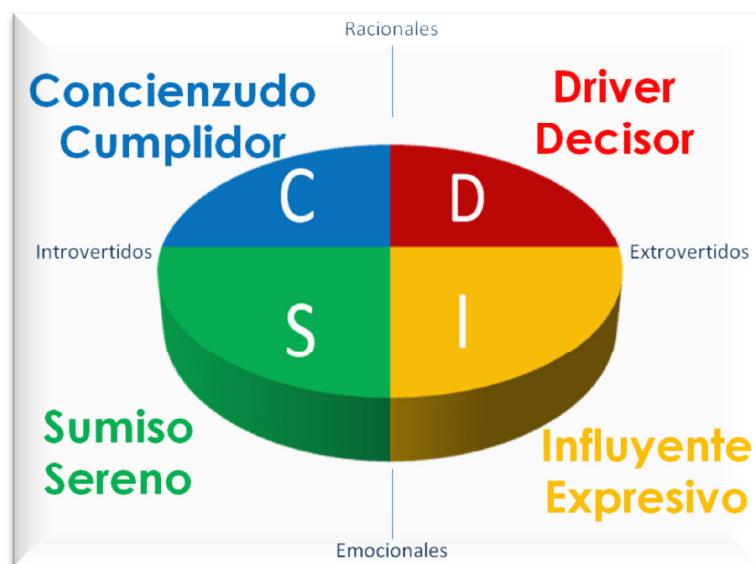 Racionales
Concienzudo
Cumplidor
Driver
Decisor
C
D
Introvertidos
Extrovertidos
S
I
Sumiso
Sereno
Influyente
Expresivo
Emocionales